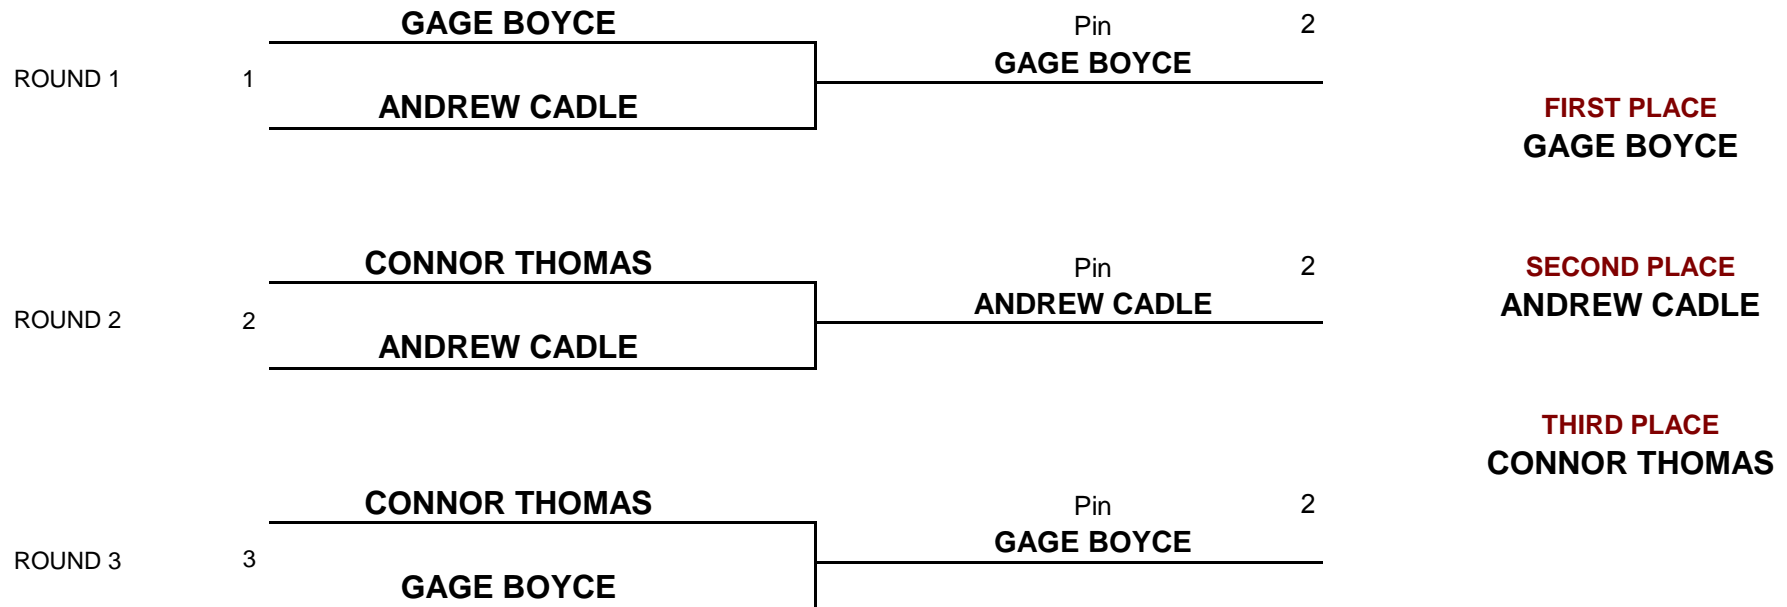 GAGE BOYCE
Pin 2
GAGE BOYCE
ROUND 1 1
ANDREW CADLE
FIRST PLACE
GAGE BOYCE
CONNOR THOMAS
Pin 2
SECOND PLACE
ANDREW CADLE
ANDREW CADLE
ROUND 2 2
ANDREW CADLE
THIRD PLACE
CONNOR THOMAS
CONNOR THOMAS
Pin 2
GAGE BOYCE
ROUND 3 3
GAGE BOYCE